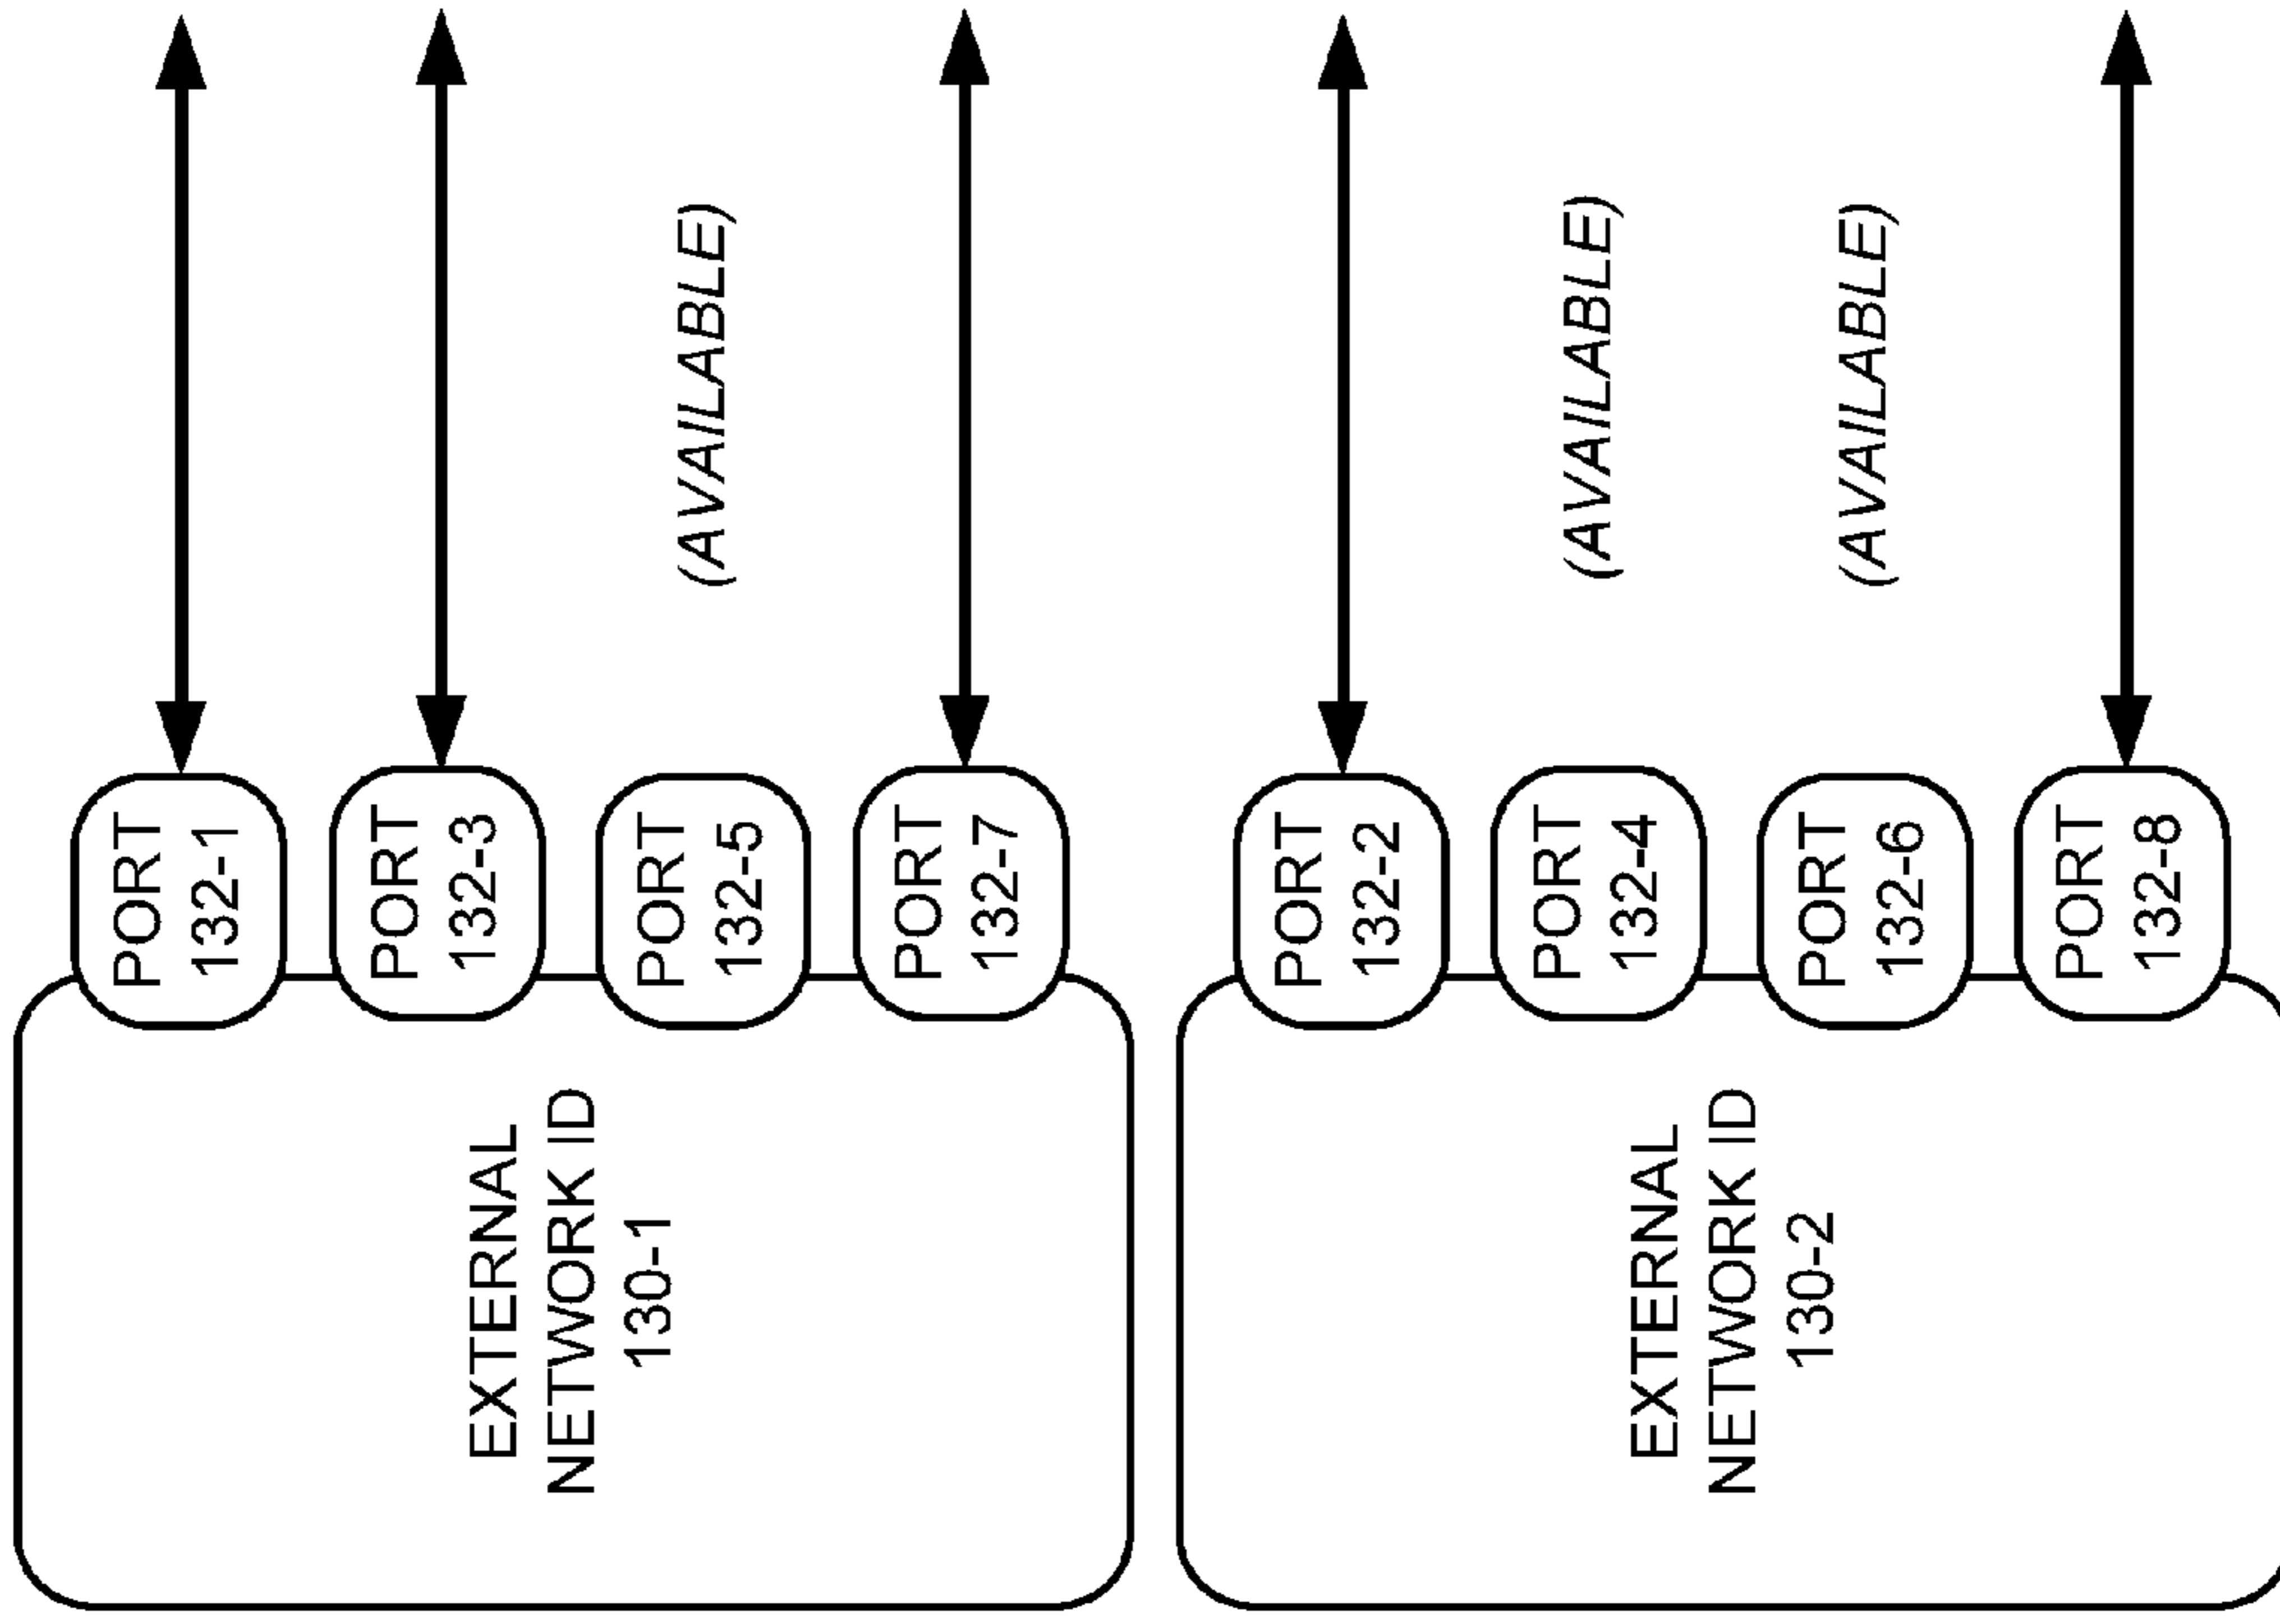 EXTERNAL
NETWORK ID
130-1
PORT
132-1
PORT
132-3
PORT
132-5
(AVAILABLE)
PORT
132-7
EXTERNAL
NETWORK ID
130-2
PORT
132-2
PORT
132-4
(AVAILABLE)
PORT
132-6
(AVAILABLE)
PORT
132-8